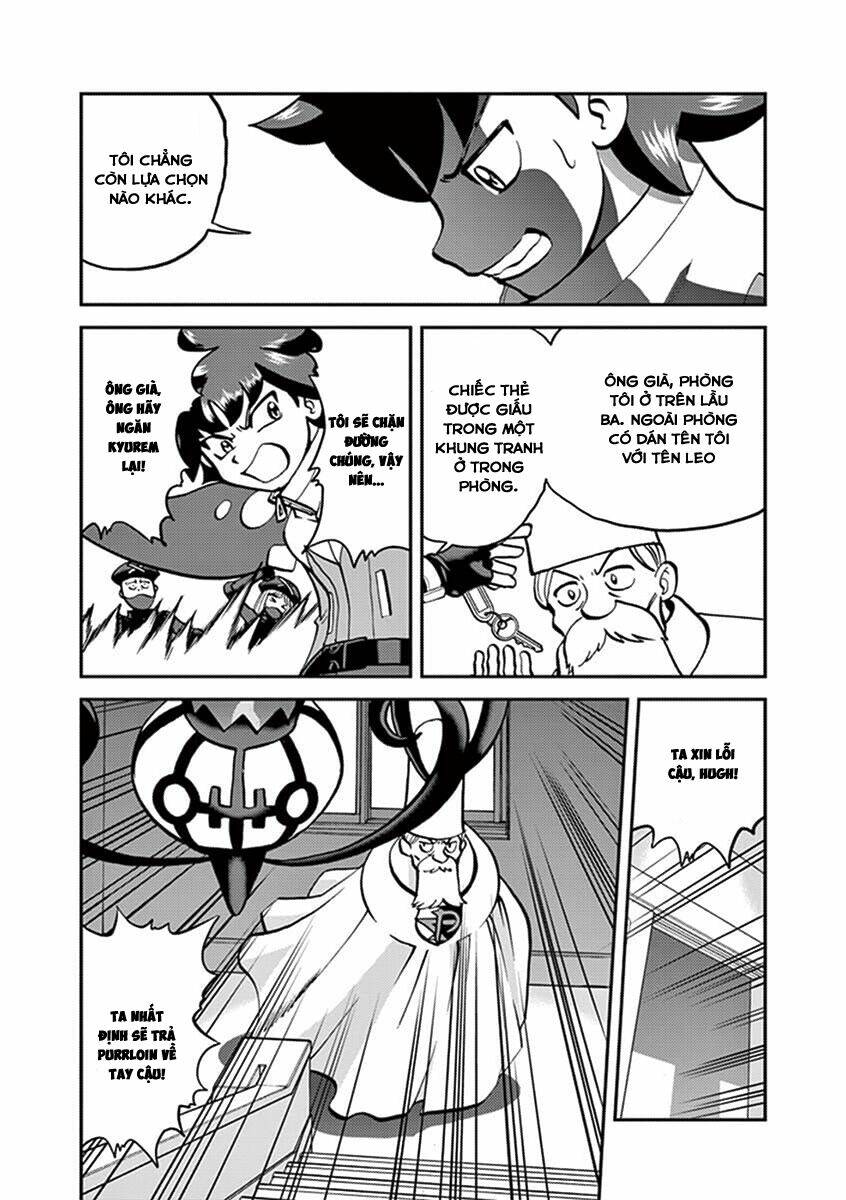 TÔI CHẲNG
CÒN LỰA CHỌN
NÀO KHÁC.
ÔNG GIÀ, PHÒNG
TÔI Ở TRÊN LẦU
BA. NGOÀI PHÒNG
CÓ DÁN TÊN TÔI
VỚI TÊN LEO
CHIẾC THẺ
ĐƯỢC GIẤU
TRONG MỘT
KHUNG TRANH
Ở TRONG
PHÒNG.
TÔI SẼ CHẶN
ĐƯỜNG
CHÚNG, VẬY
NÊN...
ÔNG GIÀ,
ÔNG HÃY
NGĂN
KYUREM
LẠI!
TA XIN LỖI
CẬU, HUGH!
P
TA NHẤT
ĐỊNH SẼ TRẢ
PURRLOIN VỀ
TAY CẬU!